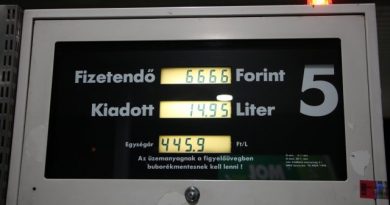 Fizetendő 6666 Forint
Kiadott 14.95 Liter
5
Egységár
445.9 Ft/L
Az üzemanyagnak a figyelőüvegben
buborékmentesnek kell lenni !